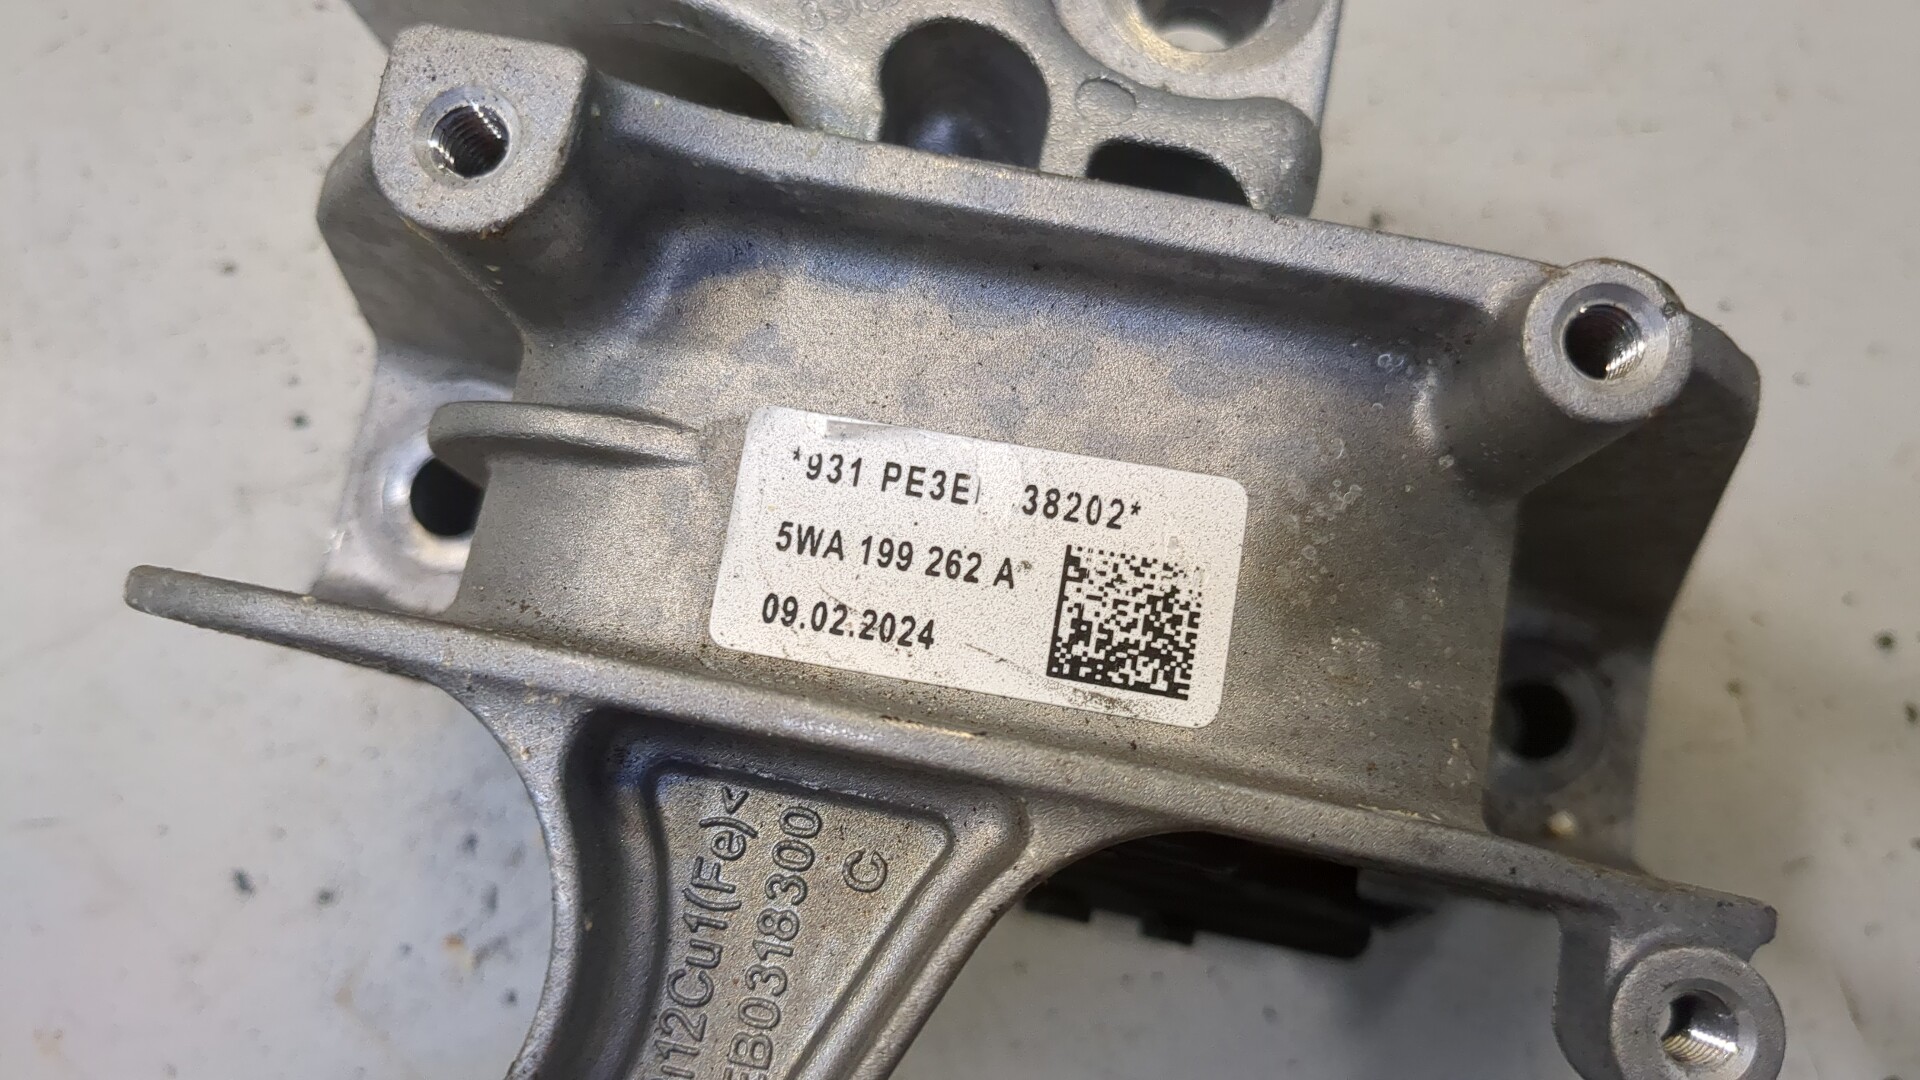 *931 PE3E 38202*
5WA 199 262 A
09.02.2024
12Cu1(Fe)<
EB0318300
C